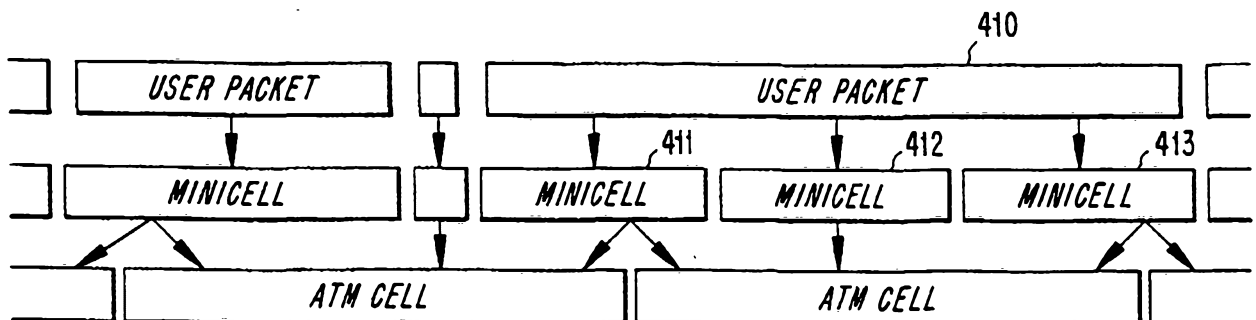 410
USER PACKET USER PACKET
411 412 413
MINICELL MINICELL MINICELL MINICELL
ATM CELL ATM CELL